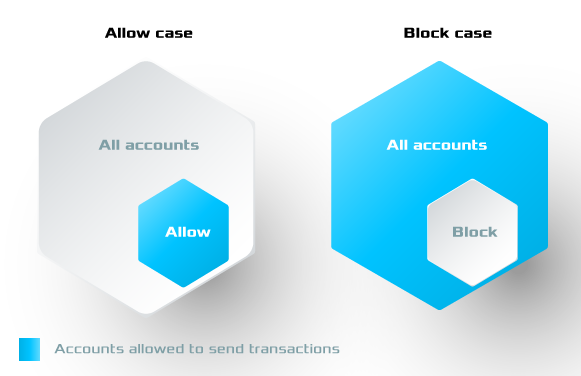 Allow case
Block case
All accounts
All accounts
Allow
Block
Accounts allowed to send transactions